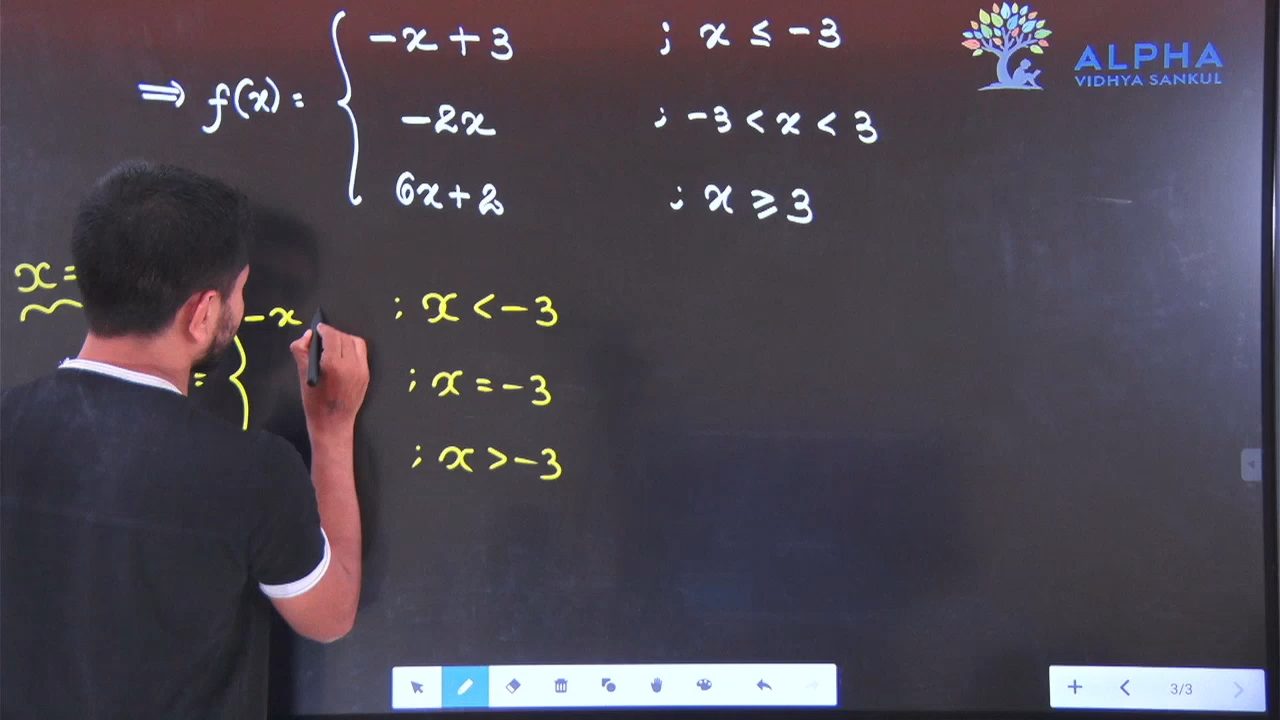 -x + 3 ; x ≤ -3
⇒ f(x) = -2x ; -3 < x < 3
6x + 2 ; x ≥ 3
ALPHA
VIDHYA SANKUL
x =
-x ; x < -3
= ; x = -3
; x > -3
3/3